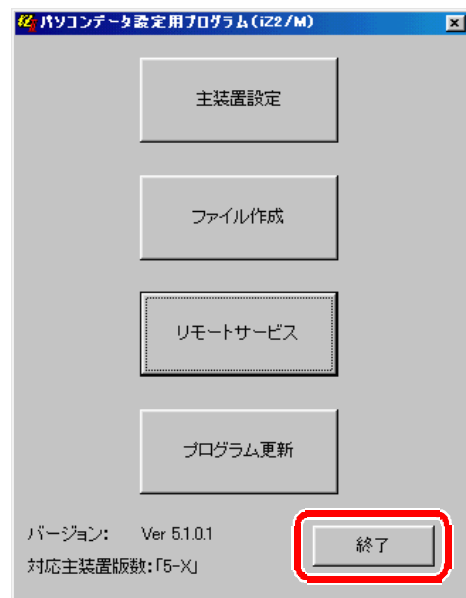 パソコンデータ設定用プログラム(iZ2/M)
主装置設定
ファイル作成
リモートサービス
プログラム更新
バージョン: Ver 5.1.0.1
終了
対応主装置版数:「5-X」